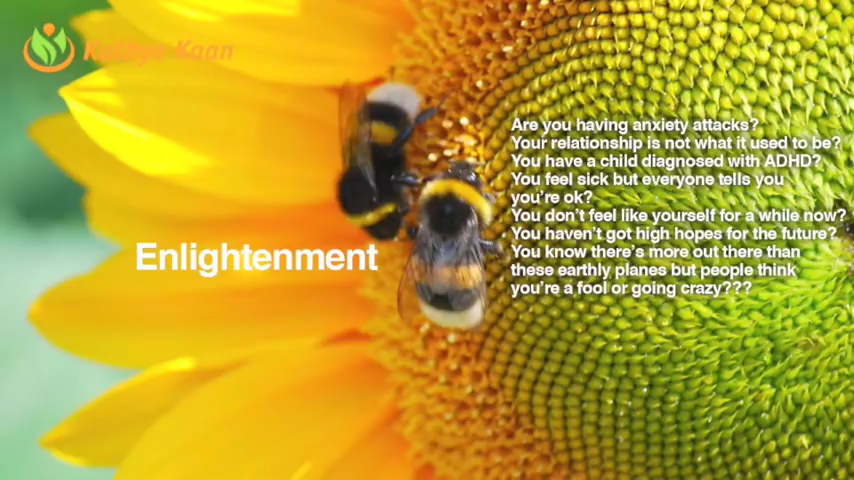 Enlightenment
Are you having anxiety attacks?
Your relationship is not what it used to be?
You have a child diagnosed with ADHD?
You feel sick but everyone tells you
you're ok?
You don't feel like yourself for a while now?
You haven't got high hopes for the future?
You know there's more out there than
these earthly planes but people think
you're a fool or going crazy???